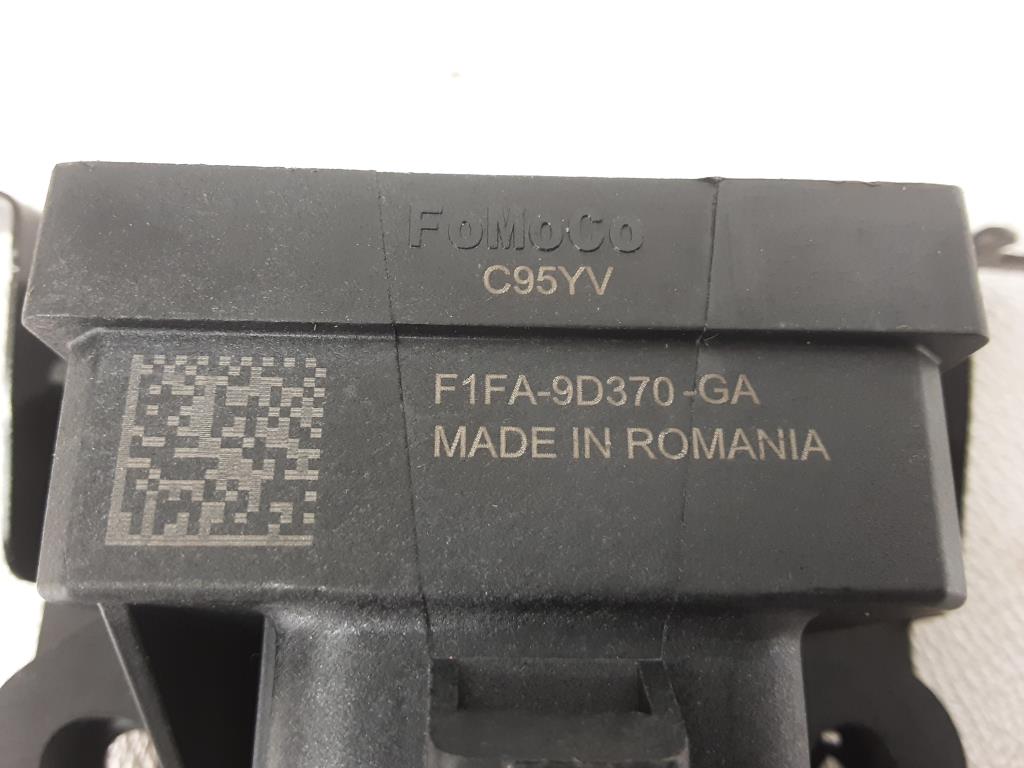 FoMoCo
C95YV
F1FA-9D370-GA
MADE IN ROMANIA